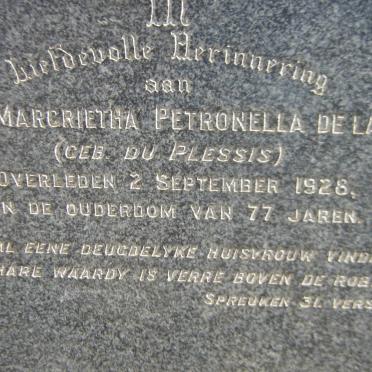 In
Liefdevolle Herinnering
aan
MARGRIETHA PETRONELLA DE LA
(GEB. DU PLESSIS)
OVERLEDEN 2 SEPTEMBER 1928,
N DE OUDERDOM VAN 77 JAREN.
AL EENE DEUGDELYKE HUISVROUW VINDE
HARE WAARDY IS VERRE BOVEN DE ROB
SPREUKEN 31. VERS